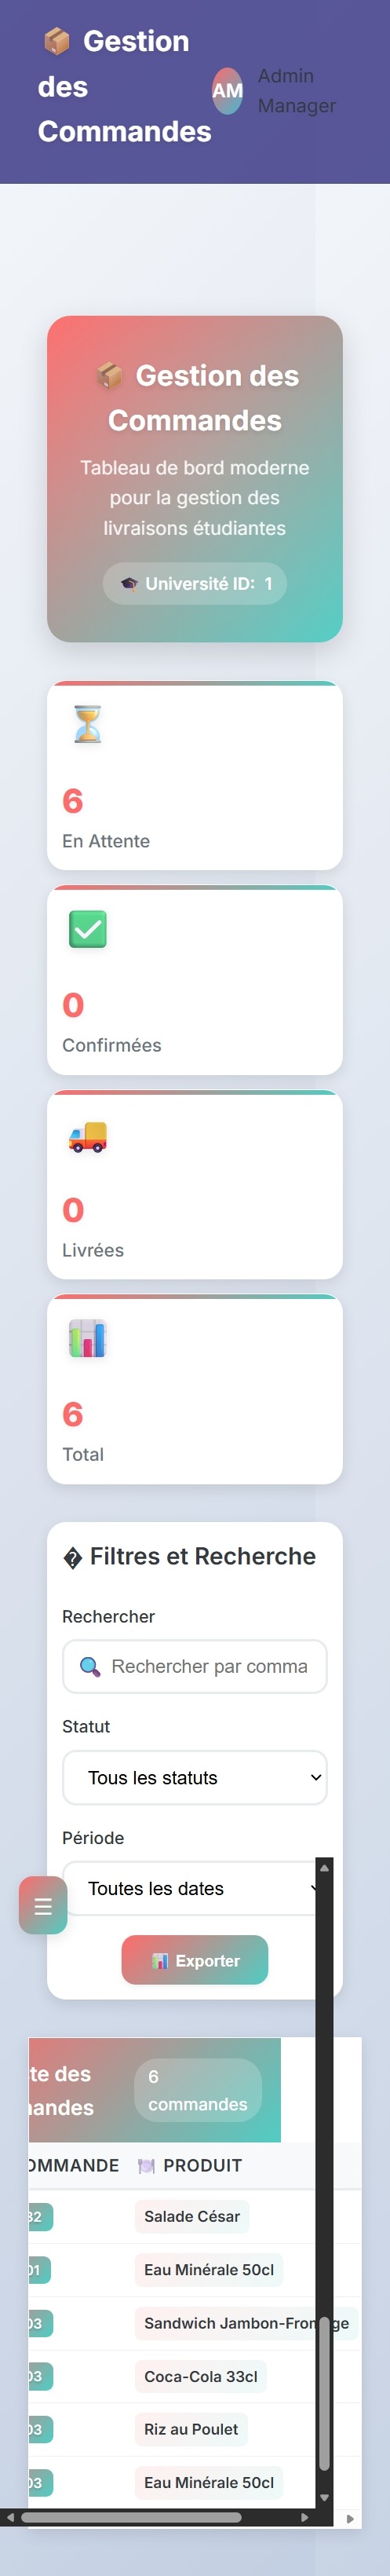 📦 Gestion
des
Commandes
AM
Admin
Manager
📦 Gestion des
Commandes
Tableau de bord moderne
pour la gestion des
livraisons étudiantes
🎓 Université ID: 1
6
En Attente
0
Confirmées
0
Livrées
6
Total
� Filtres et Recherche
Rechercher
🔍 Rechercher par comma
Statut
Tous les statuts
Période
Toutes les dates
☰
📊 Exporter
te des
andes
6
commandes
OMMANDE 🍽️ PRODUIT
32 Salade César
01 Eau Minérale 50cl
03 Sandwich Jambon-Fromage
03 Coca-Cola 33cl
03 Riz au Poulet
03 Eau Minérale 50cl